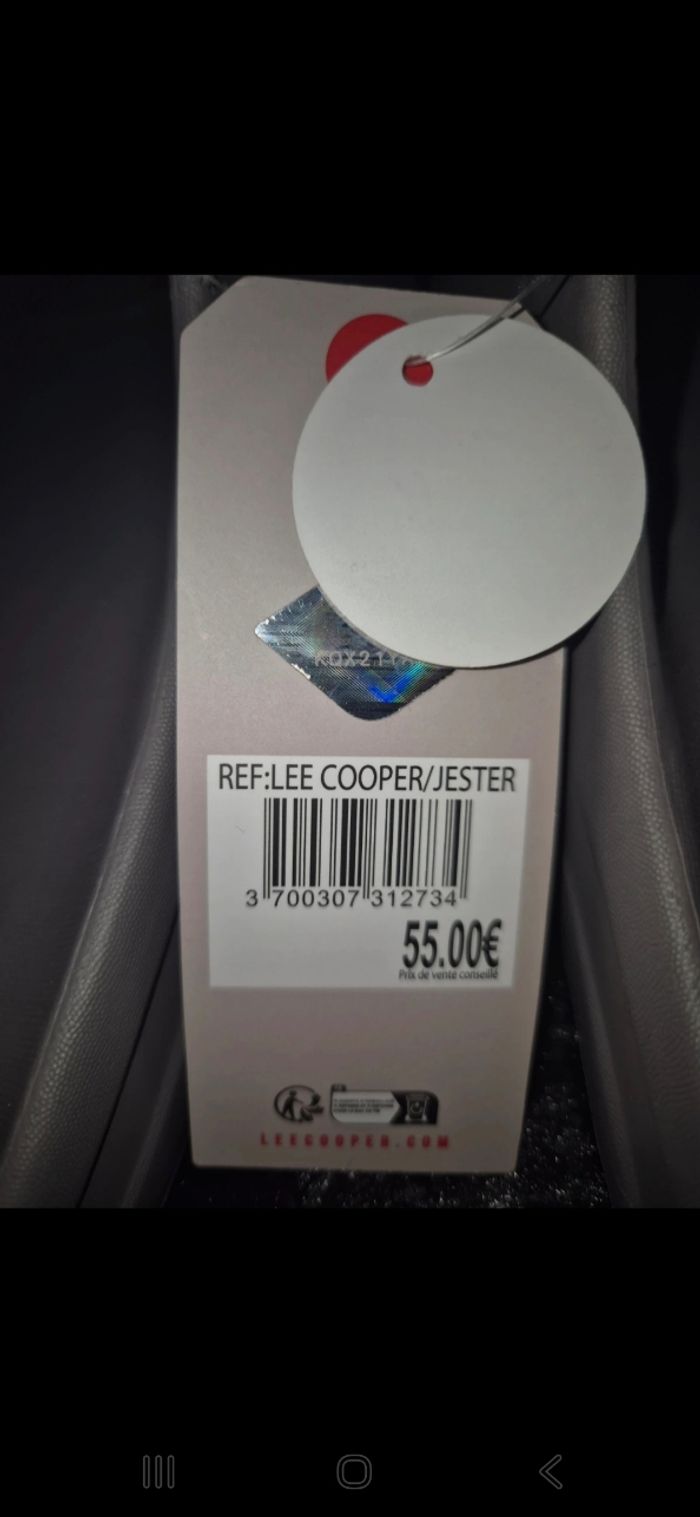 REF:LEE COOPER/JESTER
3 700307 312734
55.00€
Prix de vente conseillé
LEECOOPER.COM